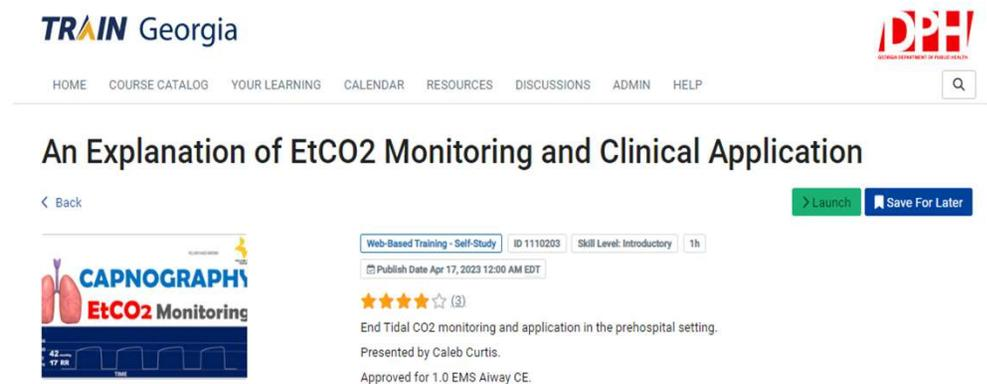 TRAIN Georgia
DPH
GEORGIA DEPARTMENT OF PUBLIC HEALTH
HOME COURSE CATALOG YOUR LEARNING CALENDAR RESOURCES DISCUSSIONS ADMIN HELP
An Explanation of EtCO2 Monitoring and Clinical Application
Back
Launch
Save For Later
Web-Based Training - Self-Study ID 1110203 Skill Level: Introductory 1h
Publish Date Apr 17, 2023 12:00 AM EDT
(3)
End Tidal CO2 monitoring and application in the prehospital setting.
Presented by Caleb Curtis.
Approved for 1.0 EMS Aiway CE.
CAPNOGRAPHY
EtCO2 Monitoring
42 mmHg
17 RR
TIME